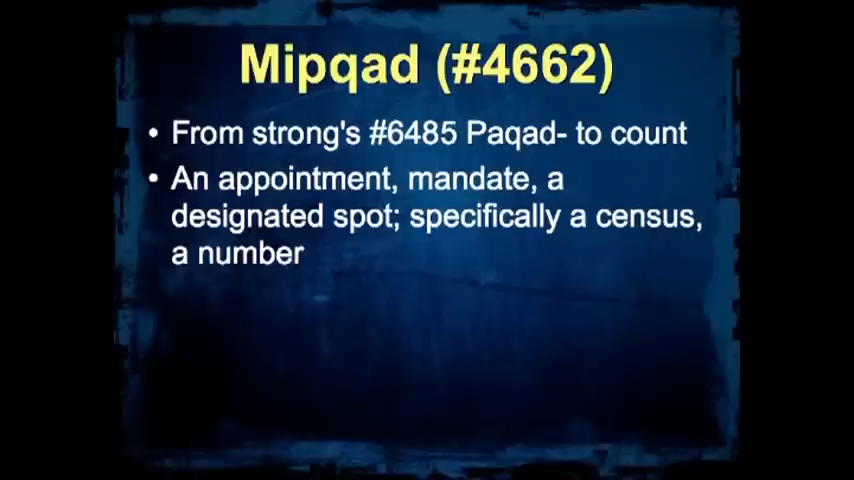 Mipqad (#4662)
• From strong's #6485 Paqad- to count
• An appointment, mandate, a
designated spot; specifically a census,
a number